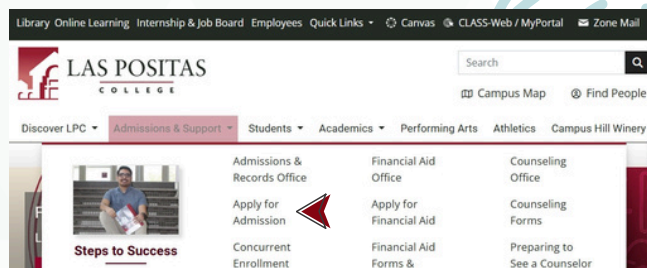 Library Online Learning Internship & Job Board Employees Quick Links Canvas CLASS-Web / MyPortal Zone Mail
LAS POSITAS
COLLEGE
Search
Campus Map Find People
Discover LPC Admissions & Support Students Academics Performing Arts Athletics Campus Hill Winery
Admissions &
Records Office
Financial Aid
Office
Counseling
Office
Apply for
Admission
Apply for
Financial Aid
Counseling
Forms
Steps to Success
Concurrent
Enrollment
Financial Aid
Forms &
Preparing to
See a Counselor